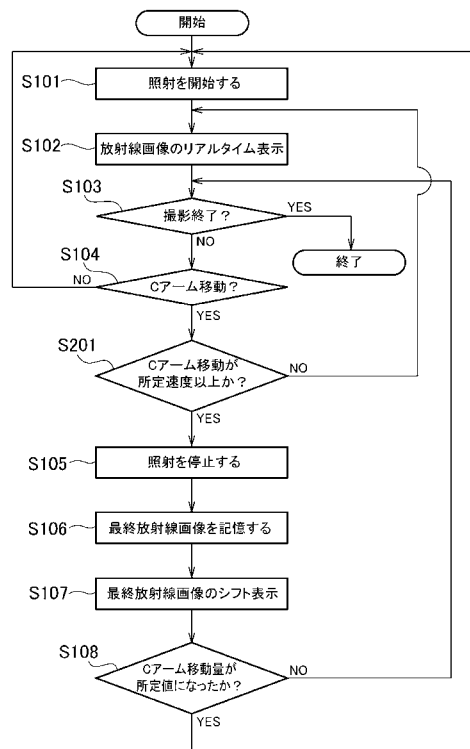 開始
S101
照射を開始する
S102
放射線画像のリアルタイム表示
S103
撮影終了?
YES
NO
終了
S104
Cアーム移動?
NO
YES
S201
Cアーム移動が
所定速度以上か?
NO
YES
S105
照射を停止する
S106
最終放射線画像を記憶する
S107
最終放射線画像のシフト表示
S108
Cアーム移動量が
所定値になったか?
NO
YES